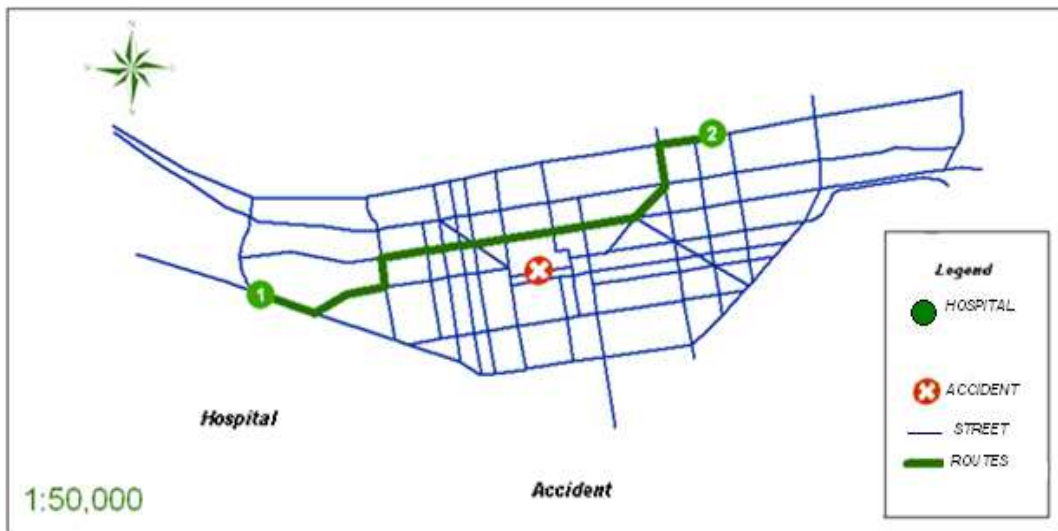 2
1
Legend
HOSPITAL
ACCIDENT
STREET
ROUTES
Hospital
Accident
1:50,000